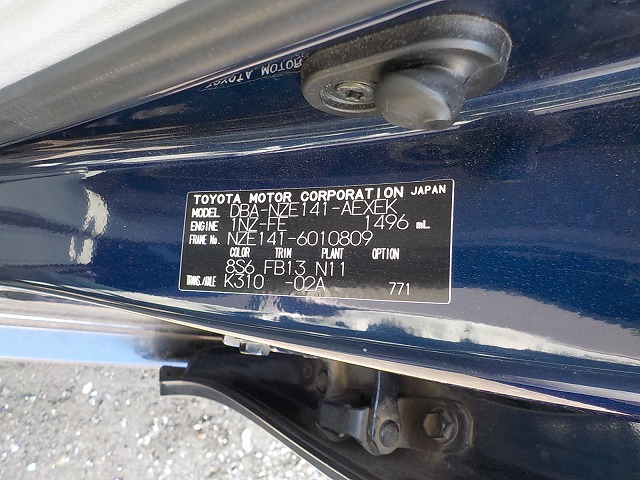 TOYOTA MOTOR CORPORATION JAPAN
MODEL DBA-NZE141-AEXEK
ENGINE 1NZ-FE 1496 mL
FRAME No. NZE141-6010809
COLOR TRIM PLANT OPTION
8S6 FB13 N11
TRANS./AXLE K310 -02A 771